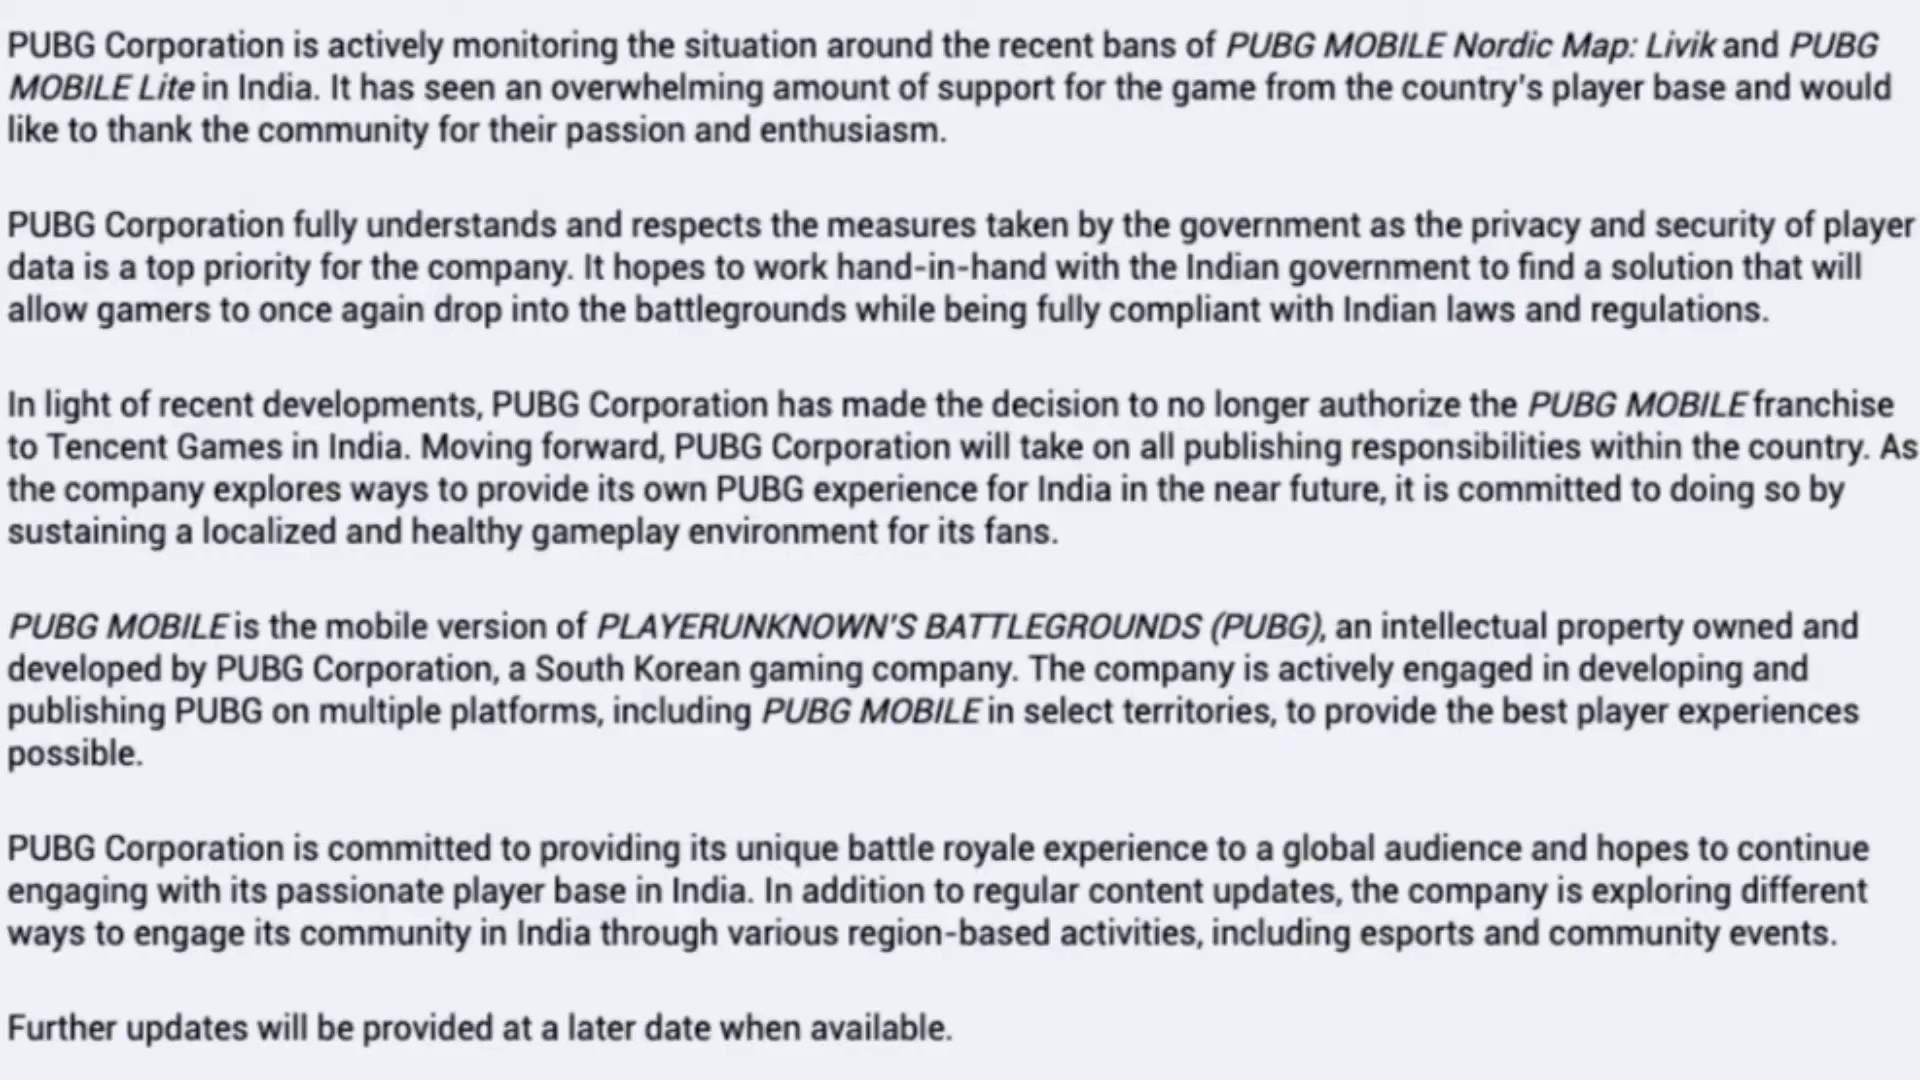 PUBG Corporation is actively monitoring the situation around the recent bans of PUBG MOBILE Nordic Map: Livik and PUBG
MOBILE Lite in India. It has seen an overwhelming amount of support for the game from the country's player base and would
like to thank the community for their passion and enthusiasm.
PUBG Corporation fully understands and respects the measures taken by the government as the privacy and security of player
data is a top priority for the company. It hopes to work hand-in-hand with the Indian government to find a solution that will
allow gamers to once again drop into the battlegrounds while being fully compliant with Indian laws and regulations.
In light of recent developments, PUBG Corporation has made the decision to no longer authorize the PUBG MOBILE franchise
to Tencent Games in India. Moving forward, PUBG Corporation will take on all publishing responsibilities within the country. As
the company explores ways to provide its own PUBG experience for India in the near future, it is committed to doing so by
sustaining a localized and healthy gameplay environment for its fans.
PUBG MOBILE is the mobile version of PLAYERUNKNOWN'S BATTLEGROUNDS (PUBG), an intellectual property owned and
developed by PUBG Corporation, a South Korean gaming company. The company is actively engaged in developing and
publishing PUBG on multiple platforms, including PUBG MOBILE in select territories, to provide the best player experiences
possible.
PUBG Corporation is committed to providing its unique battle royale experience to a global audience and hopes to continue
engaging with its passionate player base in India. In addition to regular content updates, the company is exploring different
ways to engage its community in India through various region-based activities, including esports and community events.
Further updates will be provided at a later date when available.